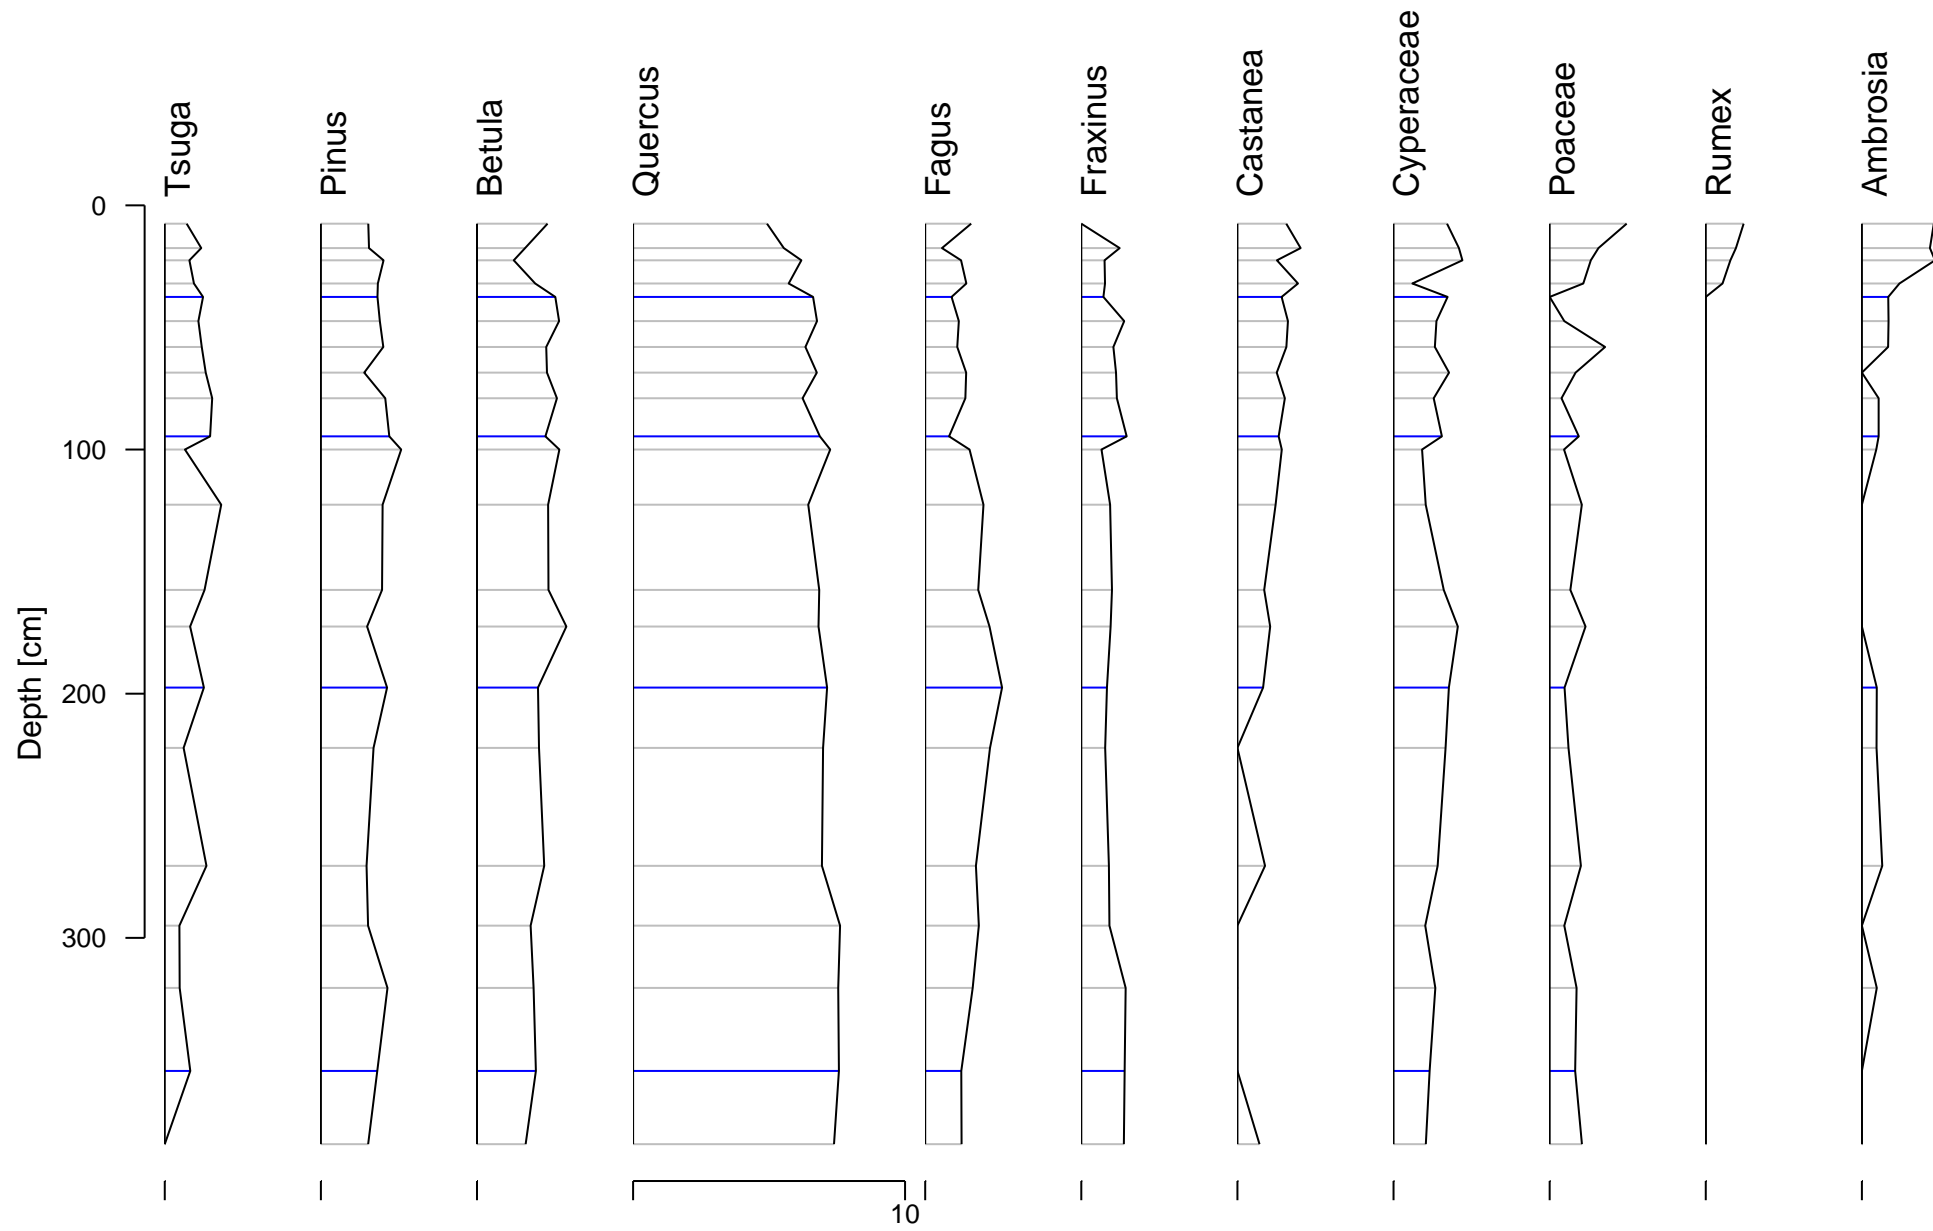 Tsuga
Pinus
Betula
Quercus
Fagus
Fraxinus
Castanea
Cyperaceae
Poaceae
Rumex
Ambrosia
Depth [cm]
0
100
200
300
10